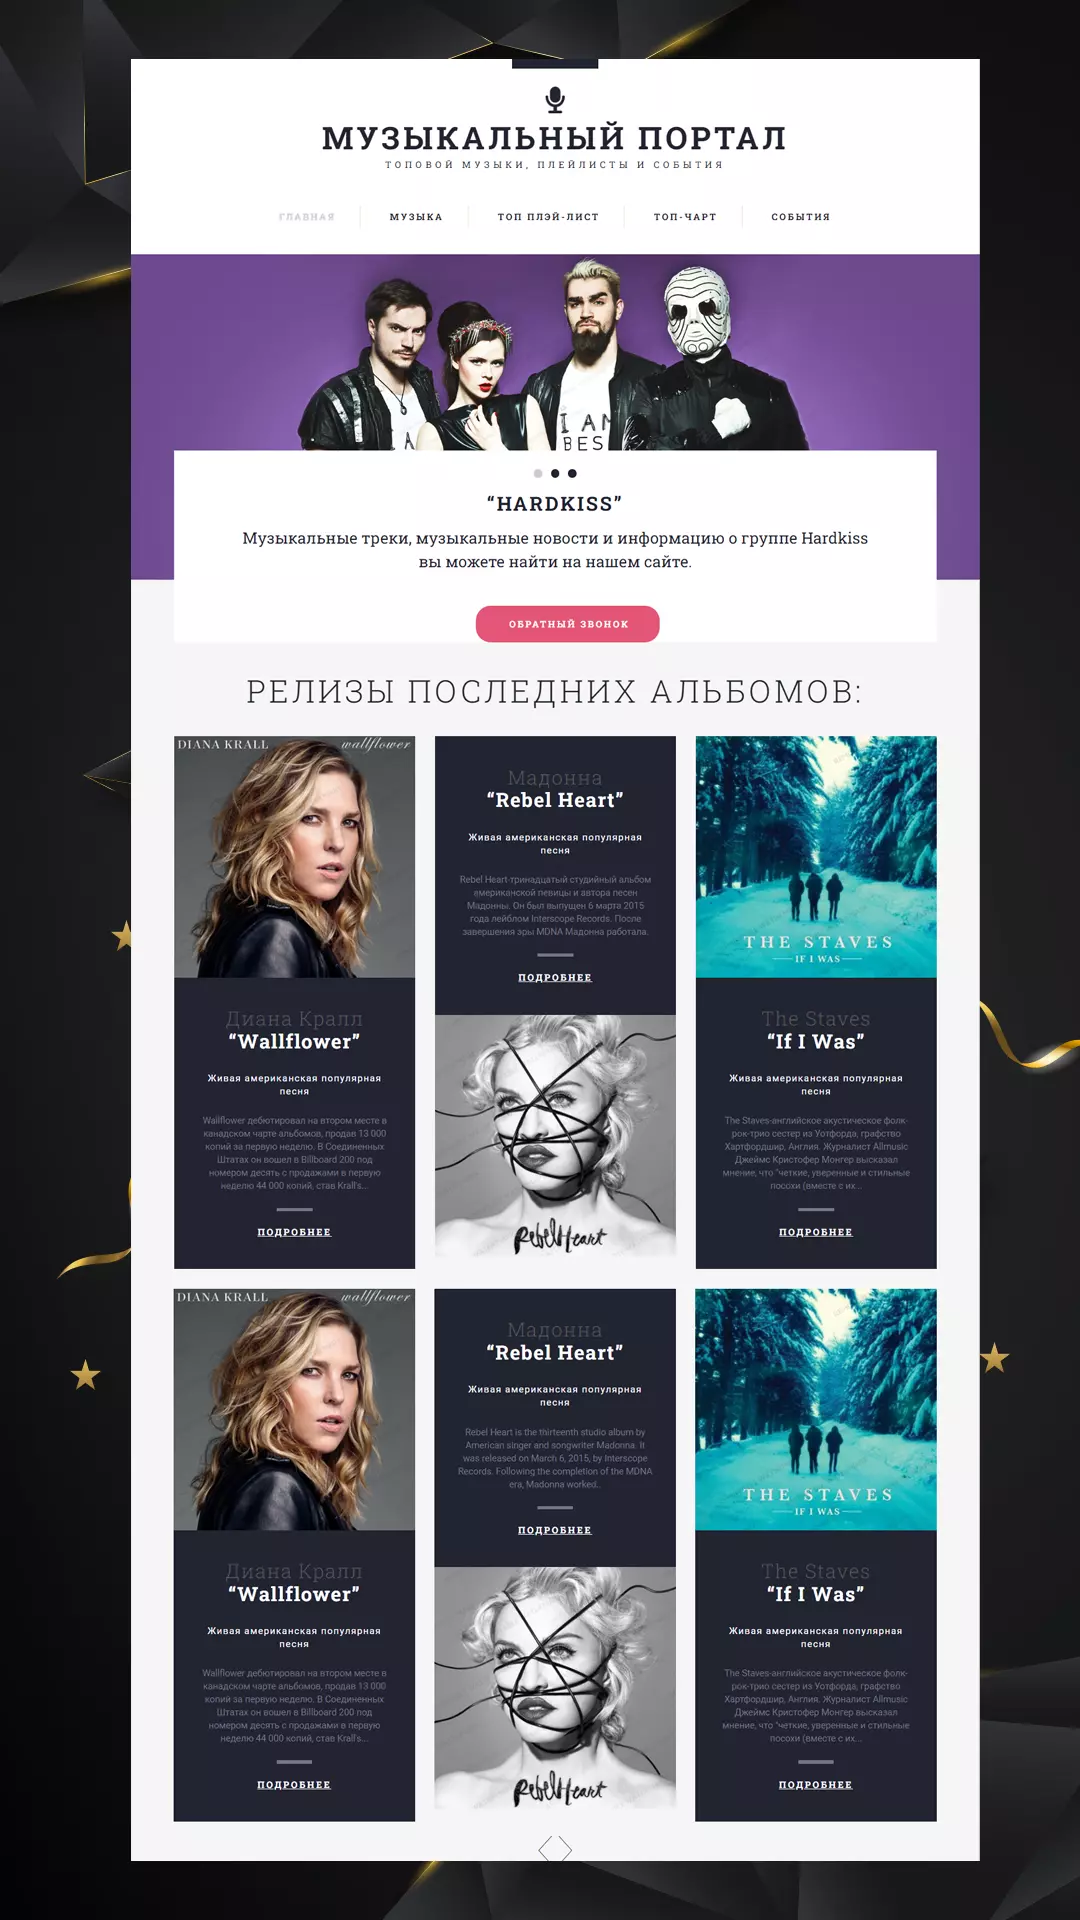 МУЗЫКАЛЬНЫЙ ПОРТАЛ
ТОПОВОЙ МУЗЫКИ, ПЛЕЙЛИСТЫ И СОБЫТИЯ
ГЛАВНАЯ МУЗЫКА ТОП ПЛЭЙ-ЛИСТ ТОП-ЧАРТ СОБЫТИЯ
I AM
BES
“HARDKISS”
Музыкальные треки, музыкальные новости и информацию о группе Hardkiss
вы можете найти на нашем сайте.
ОБРАТНЫЙ ЗВОНОК
РЕЛИЗЫ ПОСЛЕДНИХ АЛЬБОМОВ:
DIANA KRALL wallflower
Диана Кралл
“Wallflower”
Живая американская популярная
песня
Wallflower дебютировал на втором месте в
канадском чарте альбомов, продав 13 000
копий за первую неделю. В Соединенных
Штатах он вошел в Billboard 200 под
номером десять с продажами в первую
неделю 44 000 копий, став Krall's...
ПОДРОБНЕЕ
Мадонна
“Rebel Heart”
Живая американская популярная
песня
Rebel Heart-тринадцатый студийный альбом
американской певицы и автора песен
Мадонны. Он был выпущен 6 марта 2015
года лейблом Interscope Records. После
завершения эры MDNA Мадонна работала.
ПОДРОБНЕЕ
Rebel Heart
THE STAVES
IF I WAS
The Staves
“If I Was”
Живая американская популярная
песня
The Staves-английское акустическое фолк-
рок-трио сестер из Уотфорда, графство
Хартфордшир, Англия. Журналист Allmusic
Джеймс Кристофер Монгер высказал
мнение, что "четкие, уверенные и стильные
посохи (вместе с их...
ПОДРОБНЕЕ
DIANA KRALL wallflower
Диана Кралл
“Wallflower”
Живая американская популярная
песня
Wallflower дебютировал на втором месте в
канадском чарте альбомов, продав 13 000
копий за первую неделю. В Соединенных
Штатах он вошел в Billboard 200 под
номером десять с продажами в первую
неделю 44 000 копий, став Krall's...
ПОДРОБНЕЕ
Мадонна
“Rebel Heart”
Живая американская популярная
песня
Rebel Heart is the thirteenth studio album by
American singer and songwriter Madonna. It
was released on March 6, 2015, by Interscope
Records. Following the completion of the MDNA
era, Madonna worked..
ПОДРОБНЕЕ
Rebel Heart
THE STAVES
IF I WAS
The Staves
“If I Was”
Живая американская популярная
песня
The Staves-английское акустическое фолк-
рок-трио сестер из Уотфорда, графство
Хартфордшир, Англия. Журналист Allmusic
Джеймс Кристофер Монгер высказал
мнение, что "четкие, уверенные и стильные
посохи (вместе с их...
ПОДРОБНЕЕ